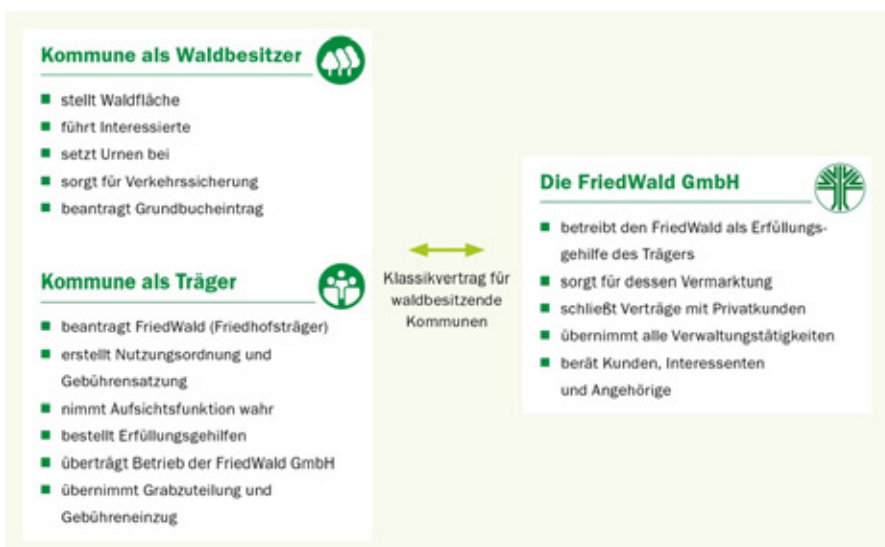 Kommune als Waldbesitzer
stellt Waldfläche
führt Interessierte
setzt Urnen bei
sorgt für Verkehrssicherung
beantragt Grundbucheintrag
Kommune als Träger
beantragt FriedWald (Friedhofsträger)
erstellt Nutzungsordnung und
Gebührensatzung
nimmt Aufsichtsfunktion wahr
bestellt Erfüllungsgehilfen
überträgt Betrieb der FriedWald GmbH
übernimmt Grabzuteilung und
Gebühreneinzug
Klassikvertrag für
waldbesitzende
Kommunen
Die FriedWald GmbH
betreibt den FriedWald als Erfüllungs-
gehilfe des Trägers
sorgt für dessen Vermarktung
schließt Verträge mit Privatkunden
übernimmt alle Verwaltungstätigkeiten
berät Kunden, Interessenten
und Angehörige